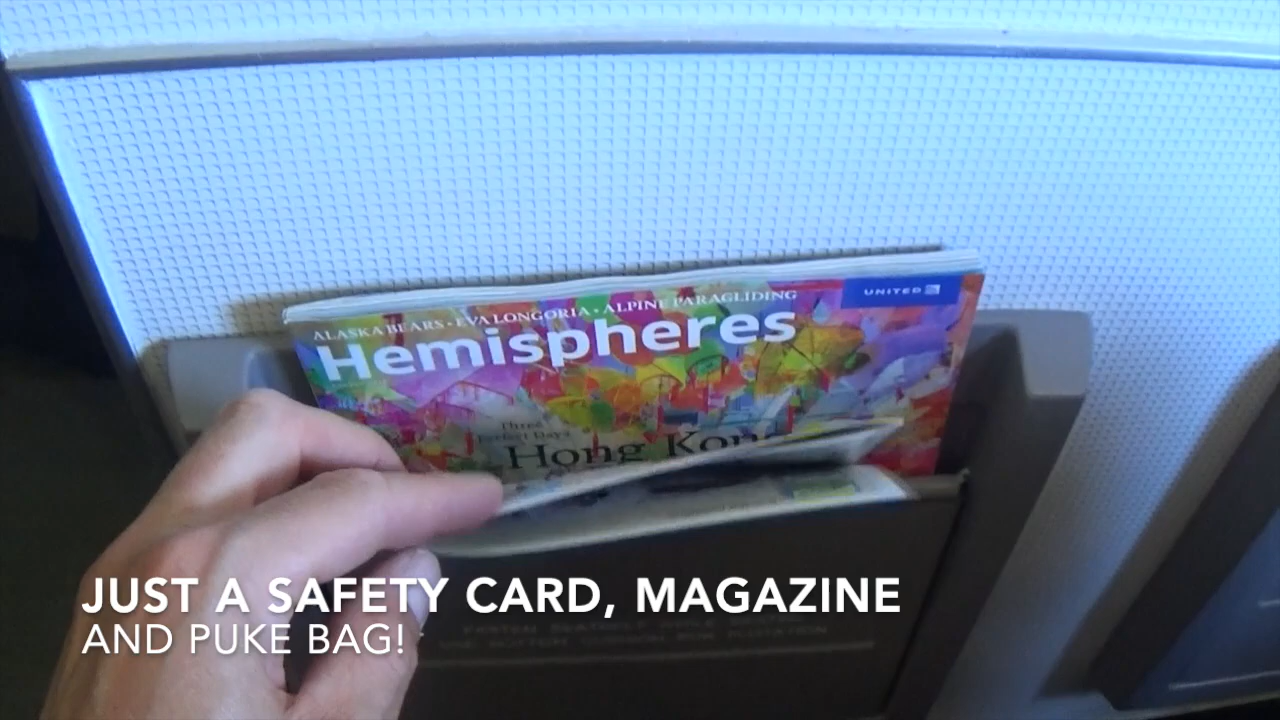 ALASKA BEARS • EVA LONGORIA • ALPINE PARAGLIDING
UNITED
Hemispheres
Three
Perfect Days
Hong Kong
JUST A SAFETY CARD, MAGAZINE
AND PUKE BAG!